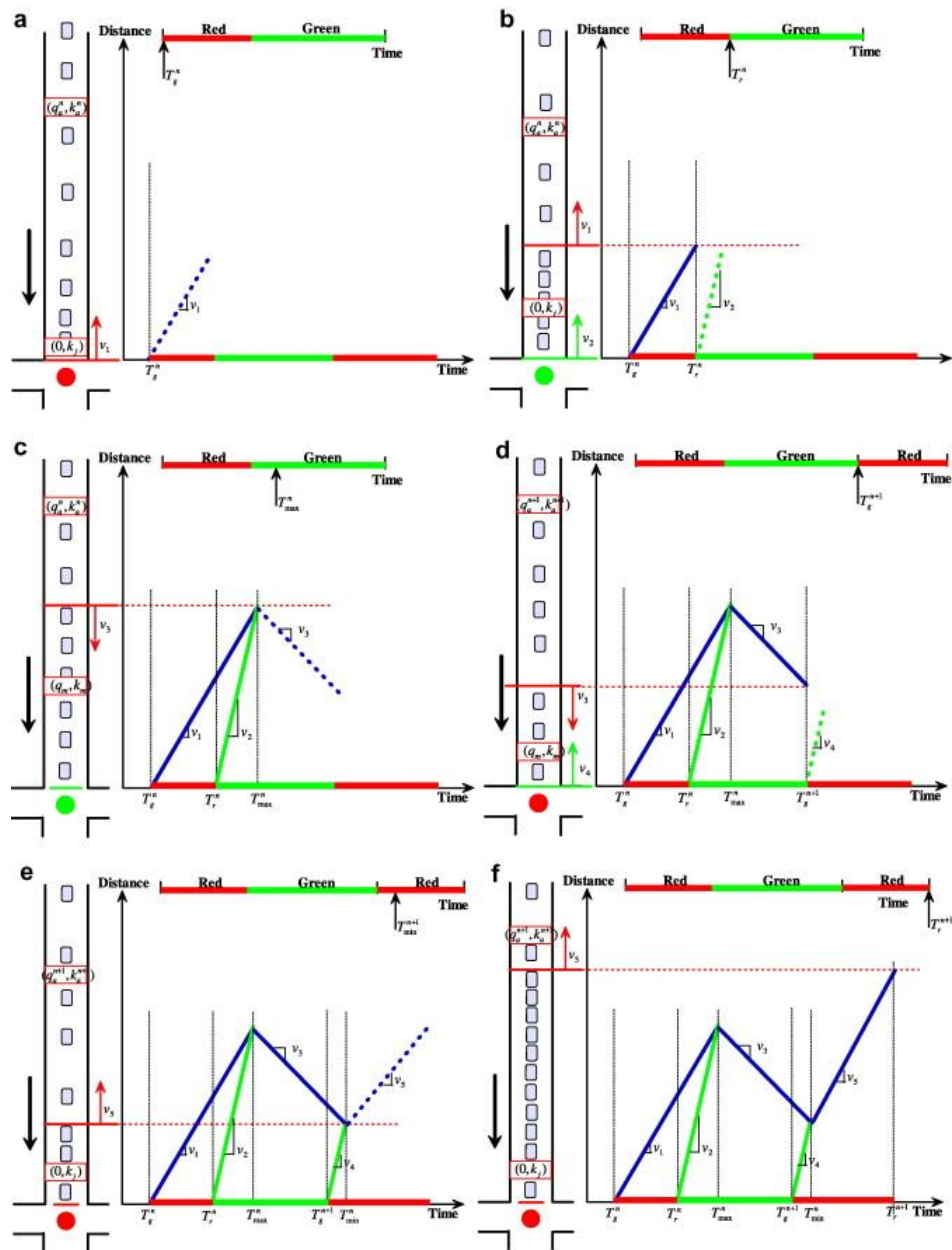 a
Distance
Red Green
Time
T_g^n
(q_a^n, k_a^n)
v_1
(0, k_j)
v_1
T_g^n
Time
b
Distance
Red Green
Time
T_r^n
(q_a^n, k_a^n)
v_1
(0, k_j)
v_1
v_2
v_2
T_g^n T_r^n
Time
c
Distance
Red Green
Time
T_max^n
(q_a^n, k_a^n)
v_3
v_3
(q_m, k_m)
v_1
v_2
T_g^n T_r^n T_max^n
Time
d
Distance
Red Green Red
Time
T_g^{n+1}
(q_a^{n+1}, k_a^{n+1})
v_3
v_3
(q_m, k_m)
v_4
v_1
v_2
v_4
T_g^n T_r^n T_max^n T_g^{n+1}
Time
e
Distance
Red Green Red
Time
T_min^{n+1}
(q_a^{n+1}, k_a^{n+1})
v_3
v_5
v_5
(0, k_j)
v_1
v_2
v_4
T_g^n T_r^n T_max^n T_g^{n+1} T_min^n
Time
f
Distance
Red Green Red
Time
T_r^{n+1}
(q_a^{n+1}, k_a^{n+1})
v_5
v_3
v_5
(0, k_j)
v_1
v_2
v_4
T_g^n T_r^n T_max^n T_g^{n+1} T_min^n T_r^{n+1}
Time